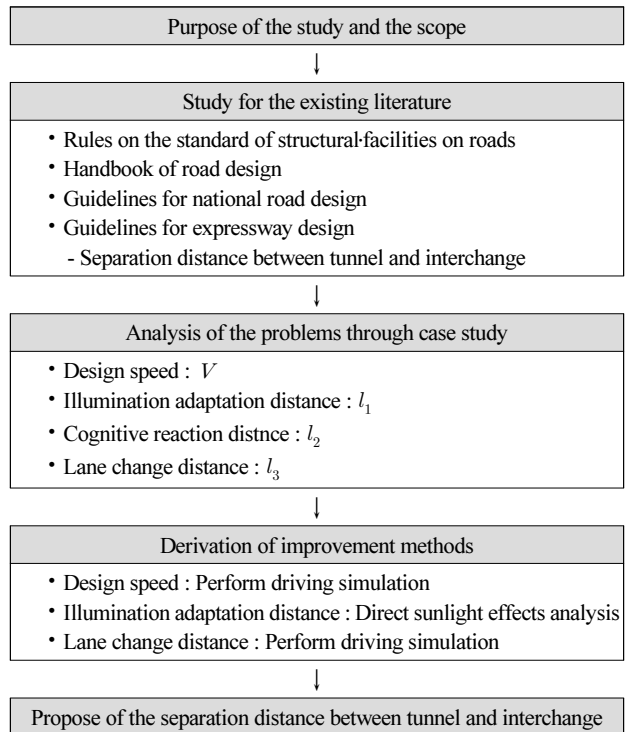 Purpose of the study and the scope
↓
Study for the existing literature
• Rules on the standard of structural·facilities on roads
• Handbook of road design
• Guidelines for national road design
• Guidelines for expressway design
- Separation distance between tunnel and interchange
↓
Analysis of the problems through case study
• Design speed : V
• Illumination adaptation distance : l₁
• Cognitive reaction distnce : l₂
• Lane change distance : l₃
↓
Derivation of improvement methods
• Design speed : Perform driving simulation
• Illumination adaptation distance : Direct sunlight effects analysis
• Lane change distance : Perform driving simulation
↓
Propose of the separation distance between tunnel and interchange